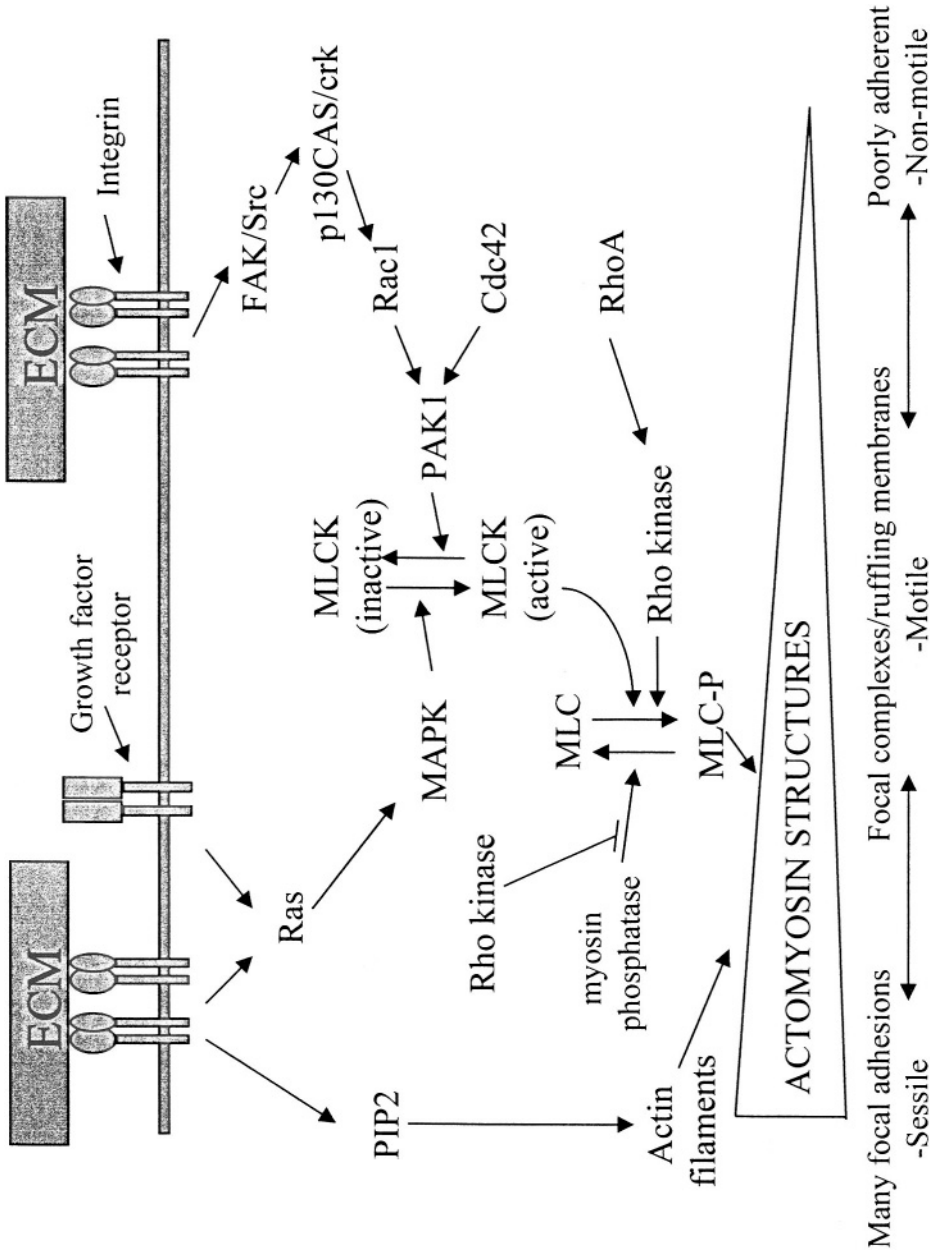 ECM
ECM
Growth factor
receptor
Integrin
Ras
FAK/Src
p130CAS/crk
PIP2
MAPK
MLCK
(inactive)
MLCK
(active)
PAK1
Rac1
Cdc42
Rho kinase
myosin
phosphatase
MLC
MLC-P
Rho kinase
RhoA
Actin
filaments
ACTOMYOSIN STRUCTURES
Many focal adhesions
-Sessile
Focal complexes/ruffling membranes
-Motile
Poorly adherent
-Non-motile